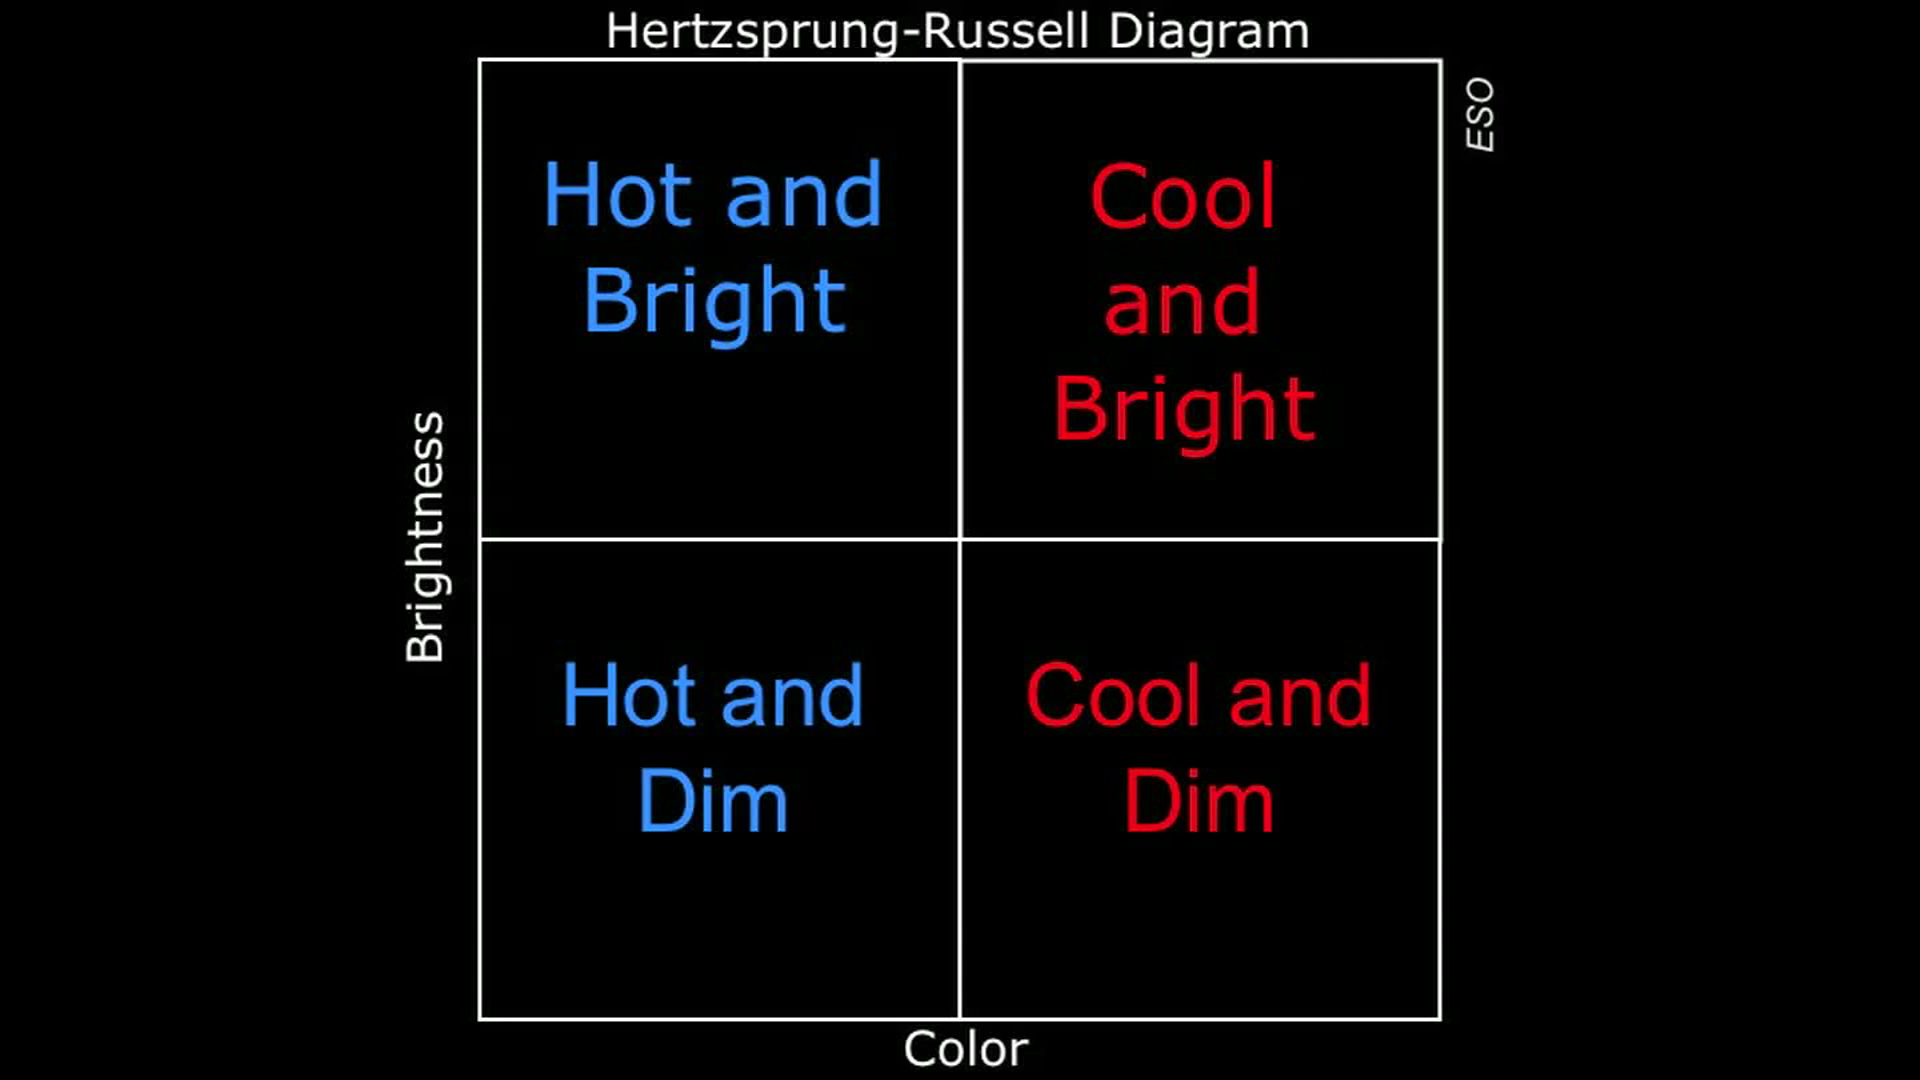 Hertzsprung-Russell Diagram
ESO
Hot and
Bright
Cool
and
Bright
Brightness
Hot and
Dim
Cool and
Dim
Color